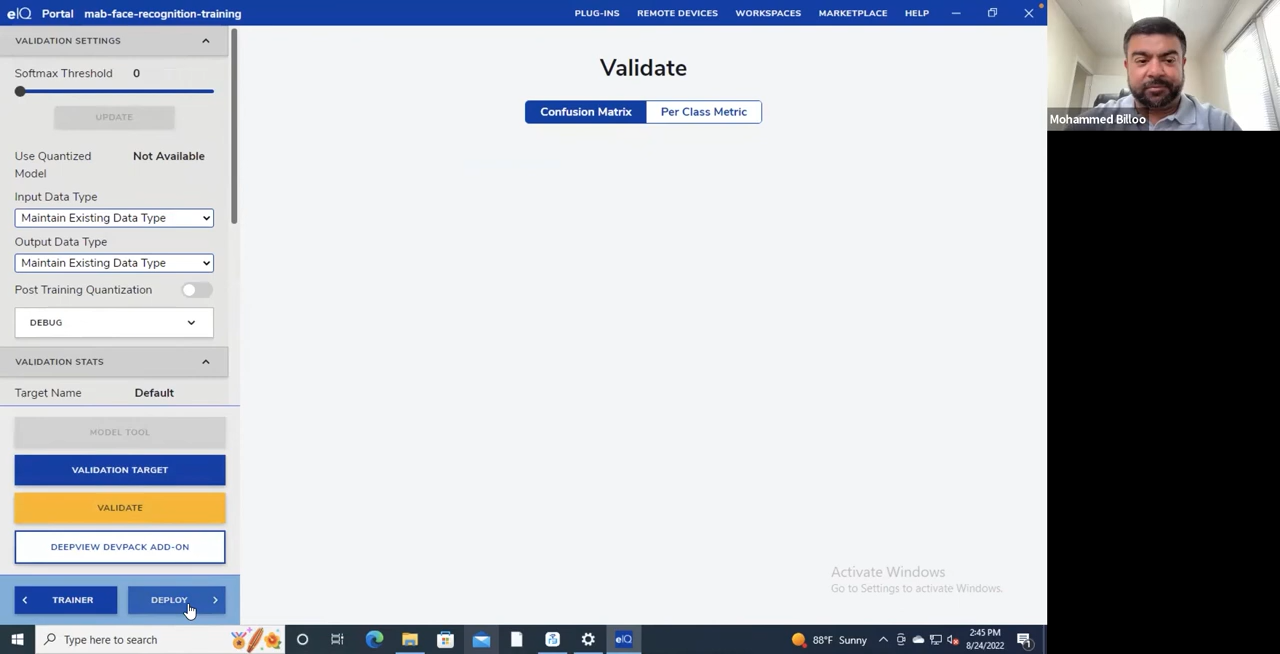 eIQ Portal mab-face-recognition-training PLUG-INS REMOTE DEVICES WORKSPACES MARKETPLACE HELP
VALIDATION SETTINGS
Softmax Threshold 0
UPDATE
Use Quantized Model Not Available
Input Data Type
Maintain Existing Data Type
Output Data Type
Maintain Existing Data Type
Post Training Quantization
DEBUG
VALIDATION STATS
Target Name Default
MODEL TOOL
VALIDATION TARGET
VALIDATE
DEEPVIEW DEVPACK ADD-ON
TRAINER DEPLOY
Validate
Confusion Matrix Per Class Metric
Activate Windows
Go to Settings to activate Windows.
Mohammed Billoo
Type here to search
eIQ
88°F Sunny
2:45 PM
8/24/2022
1